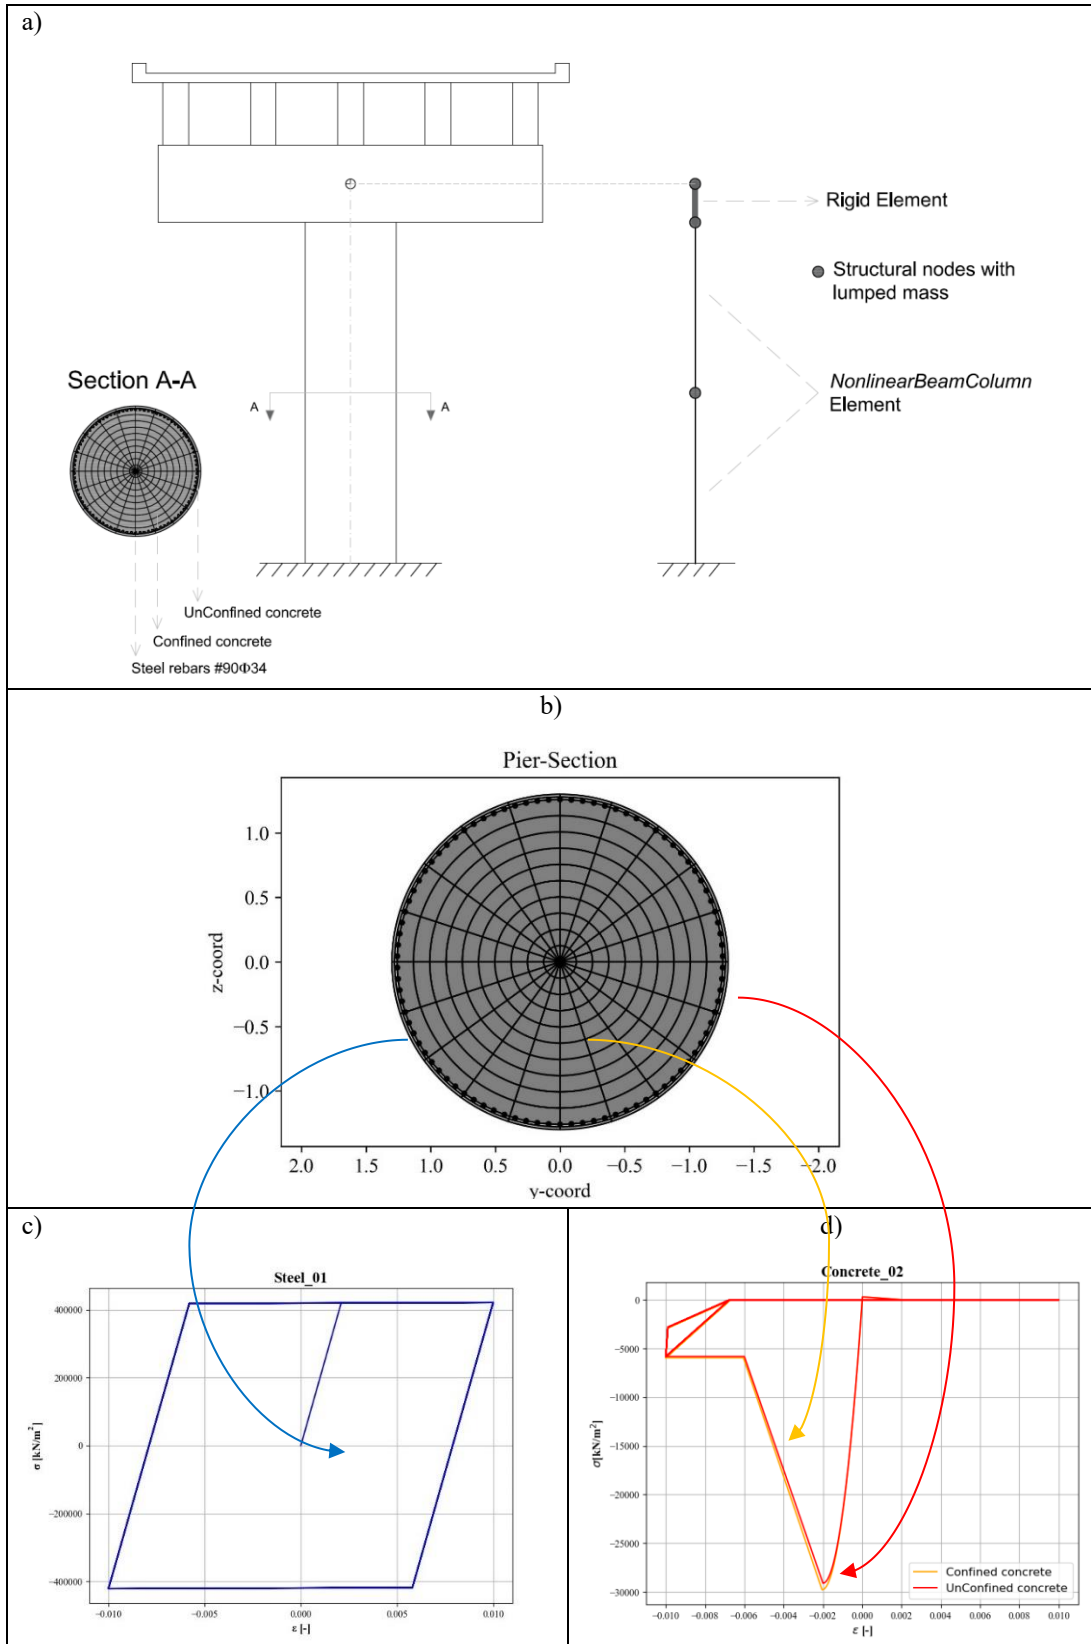 a)
Rigid Element
Structural nodes with
lumped mass
Section A-A
A
A
NonlinearBeamColumn
Element
UnConfined concrete
Confined concrete
Steel rebars #90Φ34
b)
Pier-Section
z-coord
1.0
0.5
0.0
−0.5
−1.0
2.0 1.5 1.0 0.5 0.0 −0.5 −1.0 −1.5 −2.0
y-coord
c)
Steel_01
σ [kN/m²]
400000
200000
0
−200000
−400000
−0.010 −0.005 0.000 0.005 0.010
ε [-]
d)
Concrete_02
σ[kN/m²]
0
−5000
−10000
−15000
−20000
−25000
−30000
Confined concrete
UnConfined concrete
−0.010 −0.008 −0.006 −0.004 −0.002 0.000 0.002 0.004 0.006 0.008 0.010
ε [-]